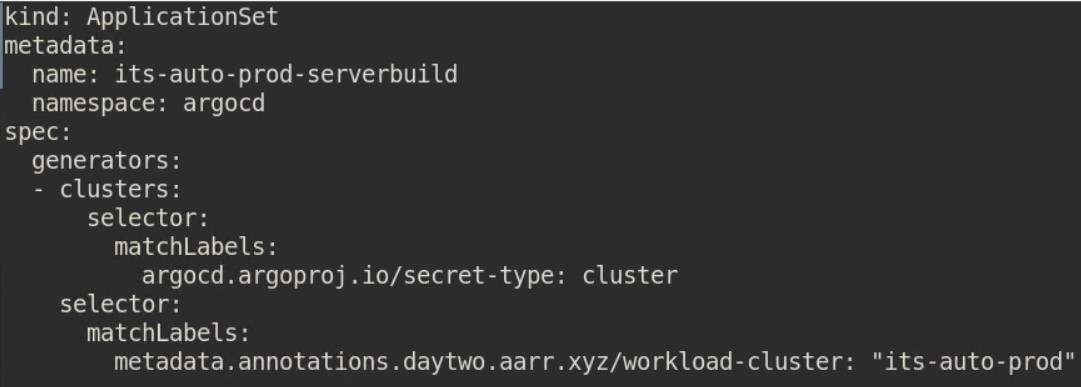 kind: ApplicationSet
metadata:
  name: its-auto-prod-serverbuild
  namespace: argocd
spec:
  generators:
  - clusters:
      selector:
        matchLabels:
          argocd.argoproj.io/secret-type: cluster
    selector:
      matchLabels:
        metadata.annotations.daytwo.aarr.xyz/workload-cluster: "its-auto-prod"